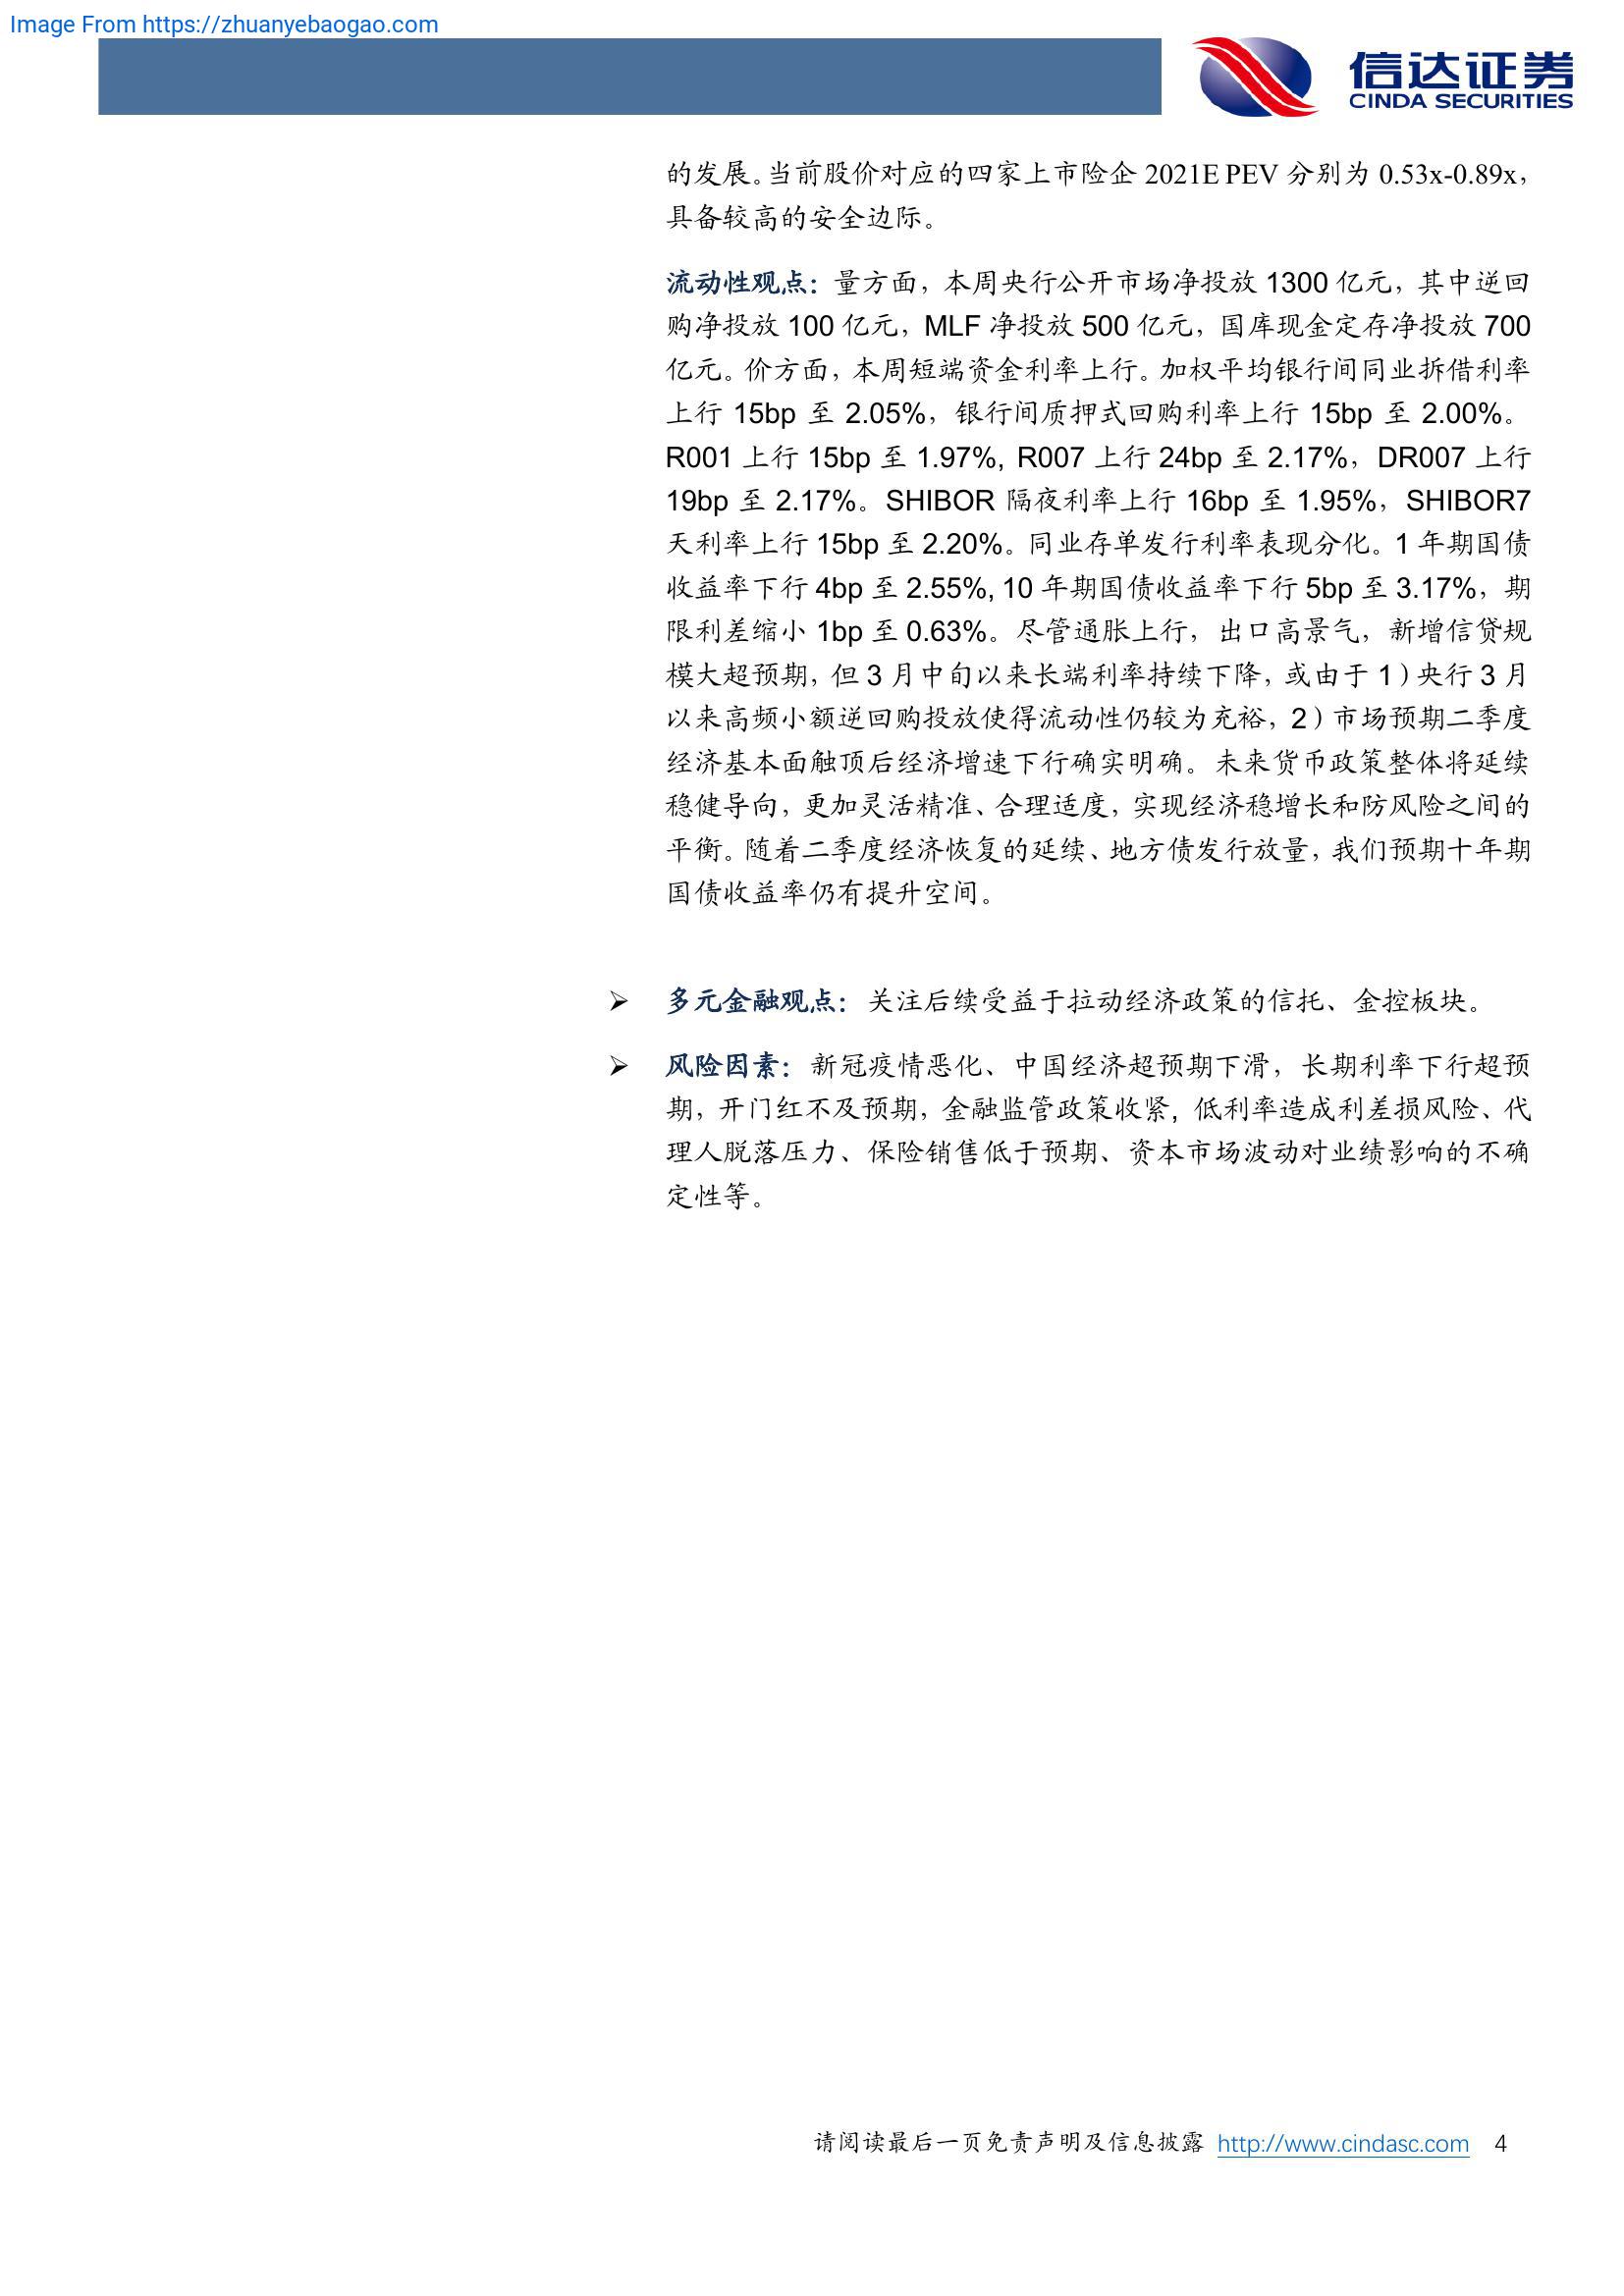 Image From https://zhuanyebaogao.com
信达证券
CINDA SECURITIES
的发展。当前股价对应的四家上市险企 2021E PEV 分别为 0.53x-0.89x，
具备较高的安全边际。
流动性观点：量方面，本周央行公开市场净投放 1300 亿元，其中逆回
购净投放 100 亿元，MLF 净投放 500 亿元，国库现金定存净投放 700
亿元。价方面，本周短端资金利率上行。加权平均银行间同业拆借利率
上行 15bp 至 2.05%，银行间质押式回购利率上行 15bp 至 2.00%。
R001 上行 15bp 至 1.97%, R007 上行 24bp 至 2.17%，DR007 上行
19bp 至 2.17%。SHIBOR 隔夜利率上行 16bp 至 1.95%，SHIBOR7
天利率上行 15bp 至 2.20%。同业存单发行利率表现分化。1 年期国债
收益率下行 4bp 至 2.55%, 10 年期国债收益率下行 5bp 至 3.17%，期
限利差缩小 1bp 至 0.63%。尽管通胀上行，出口高景气，新增信贷规
模大超预期，但 3 月中旬以来长端利率持续下降，或由于 1）央行 3 月
以来高频小额逆回购投放使得流动性仍较为充裕，2）市场预期二季度
经济基本面触顶后经济增速下行确实明确。未来货币政策整体将延续
稳健导向，更加灵活精准、合理适度，实现经济稳增长和防风险之间的
平衡。随着二季度经济恢复的延续、地方债发行放量，我们预期十年期
国债收益率仍有提升空间。
➢ 多元金融观点：关注后续受益于拉动经济政策的信托、金控板块。
➢ 风险因素：新冠疫情恶化、中国经济超预期下滑，长期利率下行超预
期，开门红不及预期，金融监管政策收紧, 低利率造成利差损风险、代
理人脱落压力、保险销售低于预期、资本市场波动对业绩影响的不确
定性等。
请阅读最后一页免责声明及信息披露 http://www.cindasc.com 4